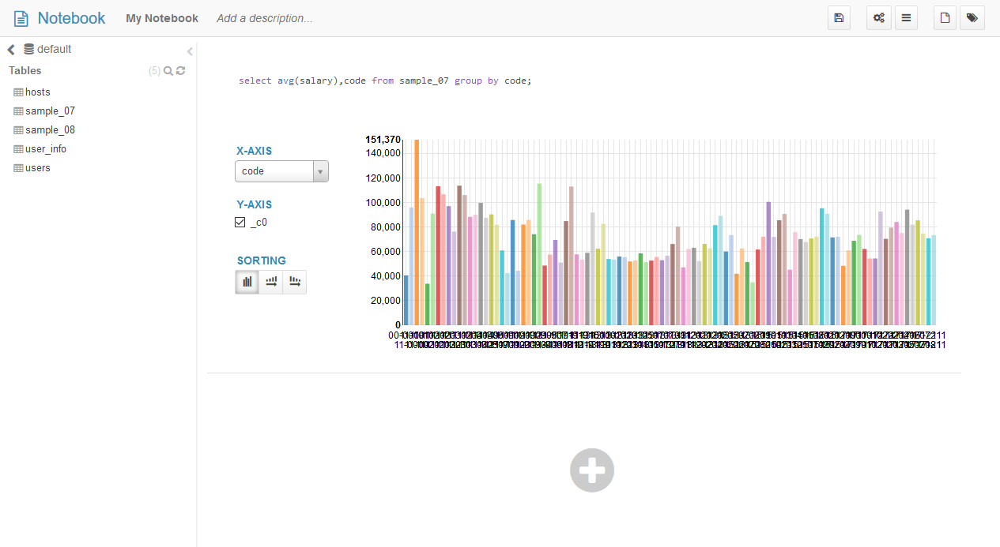 Notebook My Notebook Add a description...
default
Tables (5)
hosts
sample_07
sample_08
user_info
users
select avg(salary),code from sample_07 group by code;
X-AXIS
code
Y-AXIS
_c0
SORTING
151,370
140,000
120,000
100,000
80,000
60,000
40,000
20,000
0